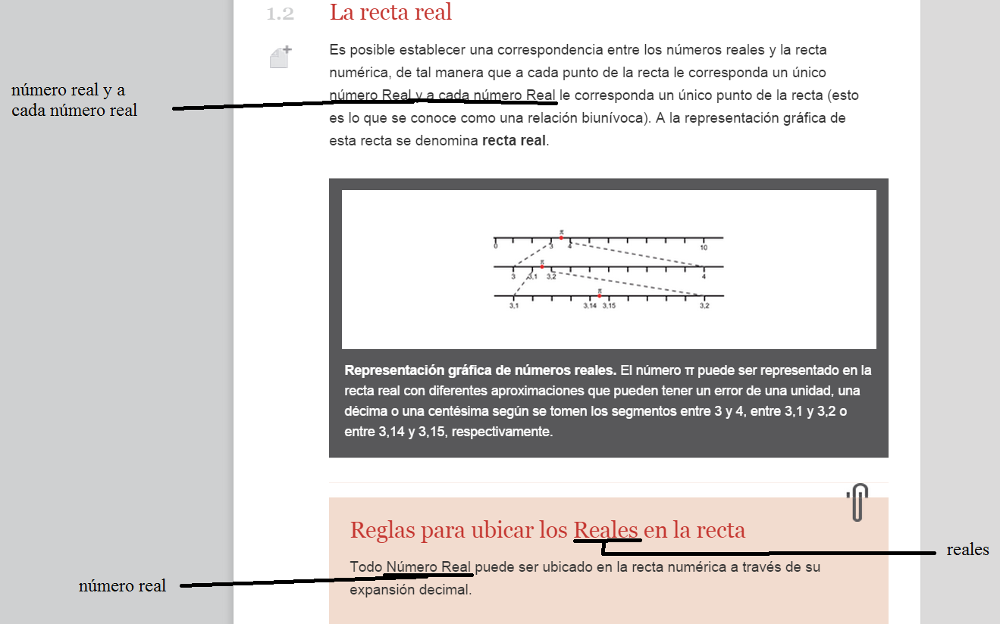 1.2
La recta real
Es posible establecer una correspondencia entre los números reales y la recta
numérica, de tal manera que a cada punto de la recta le corresponda un único
número Real y a cada número Real le corresponda un único punto de la recta (esto
es lo que se conoce como una relación biunívoca). A la representación gráfica de
esta recta se denomina recta real.
número real y a
cada número real
π
0 3 4 10
π
3 3,1 3,2 4
π
3,1 3,14 3,15 3,2
Representación gráfica de números reales. El número π puede ser representado en la
recta real con diferentes aproximaciones que pueden tener un error de una unidad, una
décima o una centésima según se tomen los segmentos entre 3 y 4, entre 3,1 y 3,2 o
entre 3,14 y 3,15, respectivamente.
Reglas para ubicar los Reales en la recta
reales
Todo Número Real puede ser ubicado en la recta numérica a través de su
expansión decimal.
número real